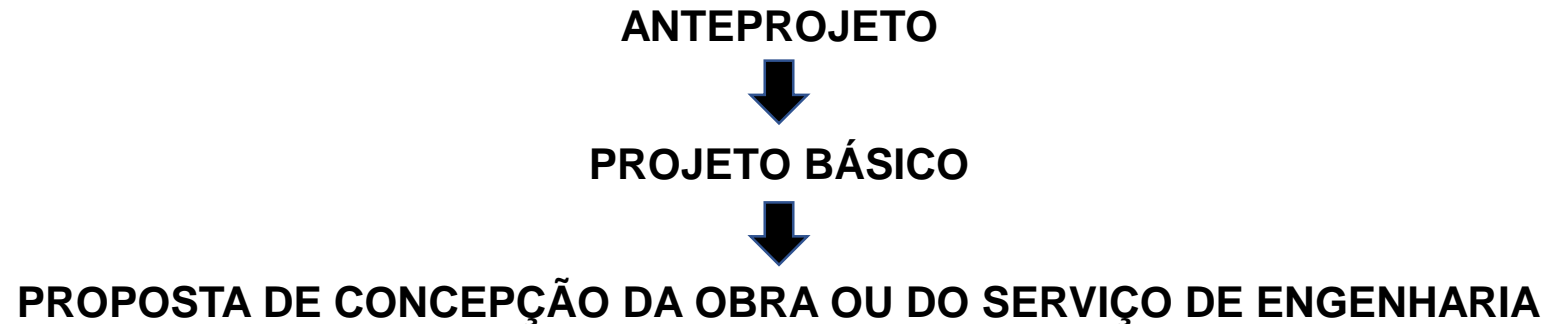 ANTEPROJETO
PROJETO BÁSICO
PROPOSTA DE CONCEPÇÃO DA OBRA OU DO SERVIÇO DE ENGENHARIA